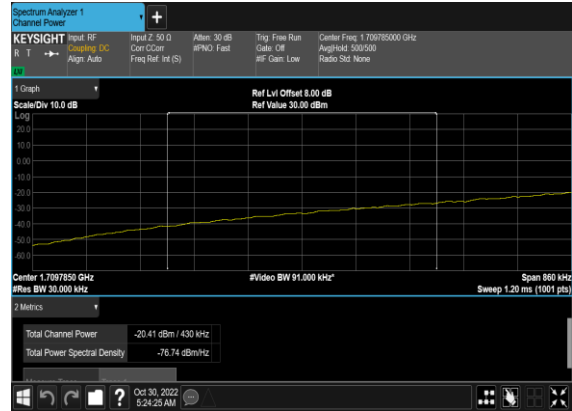 Spectrum Analyzer 1
Channel Power
KEYSIGHT Input: RF Input Z: 50 Ω Atten: 30 dB Trig: Free Run Center Freq: 1.709785000 GHz
R T Coupling: DC Corr CCorr #PNO: Fast Gate: Off Avg|Hold: 500/500
Align: Auto Freq Ref: Int (S) #IF Gain: Low Radio Std: None
LM
1 Graph
Ref Lvl Offset 8.00 dB
Scale/Div 10.0 dB Ref Value 30.00 dBm
Log
20.0
10.0
0.00
-10.0
-20.0
-30.0
-40.0
-50.0
-60.0
Center 1.7097850 GHz #Video BW 91.000 kHz* Span 860 kHz
#Res BW 30.000 kHz Sweep 1.20 ms (1001 pts)
2 Metrics
Total Channel Power -20.41 dBm / 430 kHz
Total Power Spectral Density -76.74 dBm/Hz
?
Oct 30, 2022
5:24:25 AM